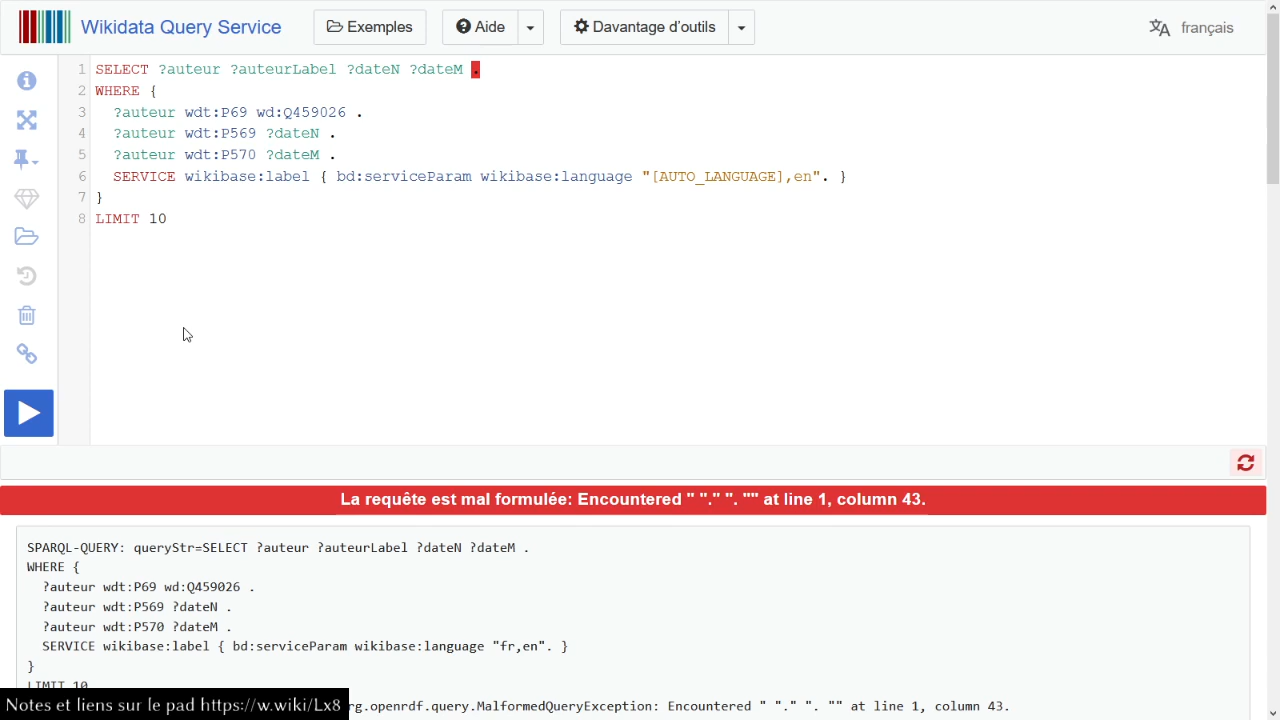 Wikidata Query Service
Exemples
Aide
Davantage d'outils
français
1 SELECT ?auteur ?auteurLabel ?dateN ?dateM .
2 WHERE {
3 ?auteur wdt:P69 wd:Q459026 .
4 ?auteur wdt:P569 ?dateN .
5 ?auteur wdt:P570 ?dateM .
6 SERVICE wikibase:label { bd:serviceParam wikibase:language "[AUTO_LANGUAGE],en". }
7 }
8 LIMIT 10
La requête est mal formulée: Encountered " "." ". "" at line 1, column 43.
SPARQL-QUERY: queryStr=SELECT ?auteur ?auteurLabel ?dateN ?dateM .
WHERE {
?auteur wdt:P69 wd:Q459026 .
?auteur wdt:P569 ?dateN .
?auteur wdt:P570 ?dateM .
SERVICE wikibase:label { bd:serviceParam wikibase:language "fr,en". }
}
LIMIT 10
rg.openrdf.query.MalformedQueryException: Encountered " "." ". "" at line 1, column 43.
Notes et liens sur le pad https://w.wiki/Lx8